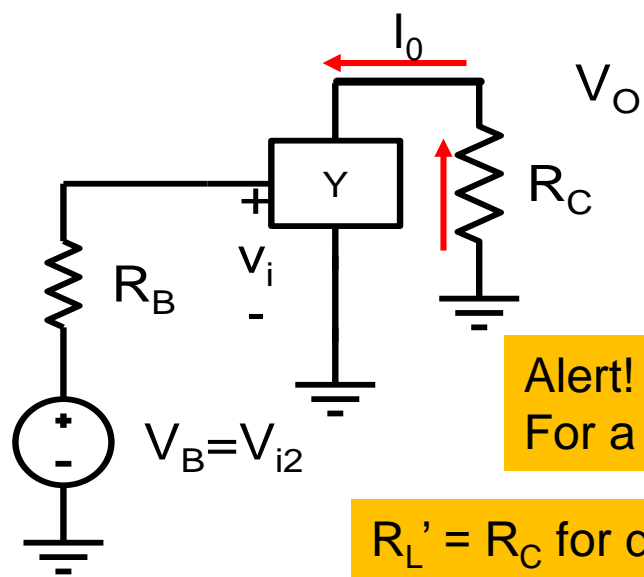 I0
VO
Y
RC
+
vi
-
RB
+
-
VB=Vi2
Alert!
For a
RL' = RC for